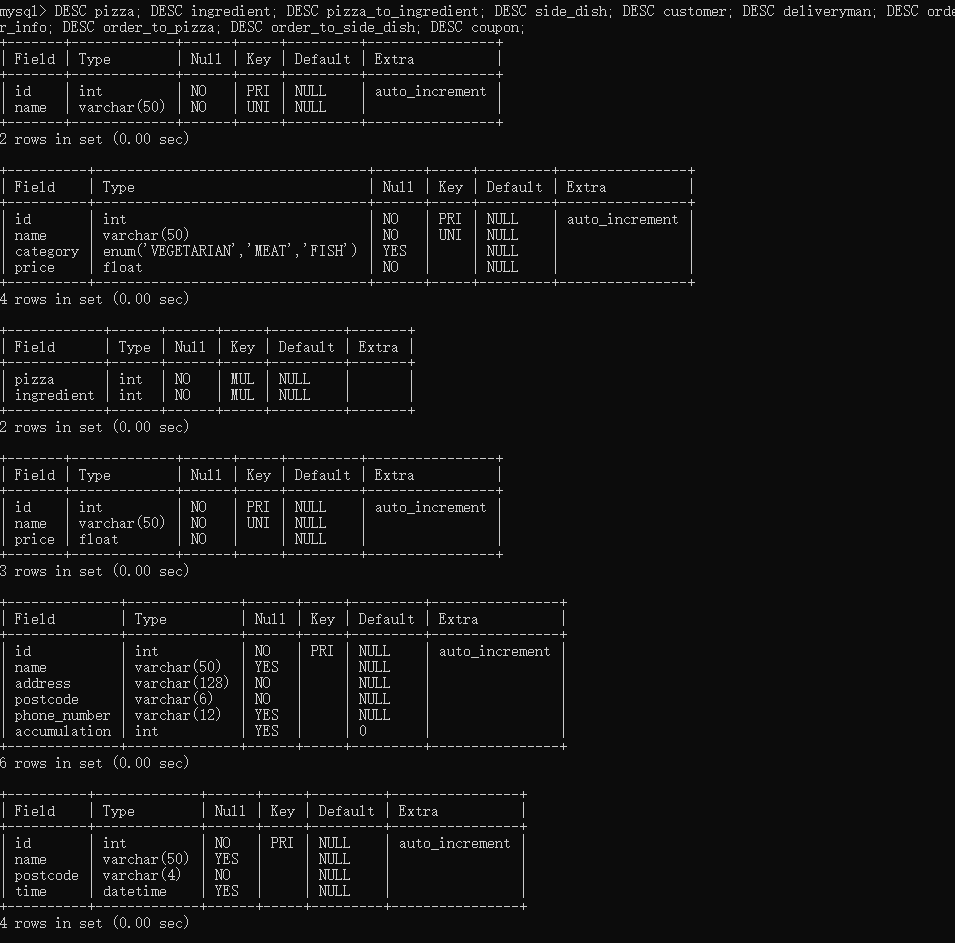 mysql> DESC pizza; DESC ingredient; DESC pizza_to_ingredient; DESC side_dish; DESC customer; DESC deliveryman; DESC orde
r_info; DESC order_to_pizza; DESC order_to_side_dish; DESC coupon;
+-------+-------------+------+-----+---------+----------------+
| Field | Type        | Null | Key | Default | Extra          |
+-------+-------------+------+-----+---------+----------------+
| id    | int         | NO   | PRI | NULL    | auto_increment |
| name  | varchar(50) | NO   | UNI | NULL    |                |
+-------+-------------+------+-----+---------+----------------+
2 rows in set (0.00 sec)
+----------+----------------------------------+------+-----+---------+----------------+
| Field    | Type                             | Null | Key | Default | Extra          |
+----------+----------------------------------+------+-----+---------+----------------+
| id       | int                              | NO   | PRI | NULL    | auto_increment |
| name     | varchar(50)                      | NO   | UNI | NULL    |                |
| category | enum('VEGETARIAN','MEAT','FISH') | YES  |     | NULL    |                |
| price    | float                            | NO   |     | NULL    |                |
+----------+----------------------------------+------+-----+---------+----------------+
4 rows in set (0.00 sec)
+------------+------+------+-----+---------+-------+
| Field      | Type | Null | Key | Default | Extra |
+------------+------+------+-----+---------+-------+
| pizza      | int  | NO   | MUL | NULL    |       |
| ingredient | int  | NO   | MUL | NULL    |       |
+------------+------+------+-----+---------+-------+
2 rows in set (0.00 sec)
+-------+-------------+------+-----+---------+----------------+
| Field | Type        | Null | Key | Default | Extra          |
+-------+-------------+------+-----+---------+----------------+
| id    | int         | NO   | PRI | NULL    | auto_increment |
| name  | varchar(50) | NO   | UNI | NULL    |                |
| price | float       | NO   |     | NULL    |                |
+-------+-------------+------+-----+---------+----------------+
3 rows in set (0.00 sec)
+--------------+--------------+------+-----+---------+----------------+
| Field        | Type         | Null | Key | Default | Extra          |
+--------------+--------------+------+-----+---------+----------------+
| id           | int          | NO   | PRI | NULL    | auto_increment |
| name         | varchar(50)  | YES  |     | NULL    |                |
| address      | varchar(128) | NO   |     | NULL    |                |
| postcode     | varchar(6)   | NO   |     | NULL    |                |
| phone_number | varchar(12)  | YES  |     | NULL    |                |
| accumulation | int          | YES  |     | 0       |                |
+--------------+--------------+------+-----+---------+----------------+
6 rows in set (0.00 sec)
+----------+-------------+------+-----+---------+----------------+
| Field    | Type        | Null | Key | Default | Extra          |
+----------+-------------+------+-----+---------+----------------+
| id       | int         | NO   | PRI | NULL    | auto_increment |
| name     | varchar(50) | YES  |     | NULL    |                |
| postcode | varchar(4)  | NO   |     | NULL    |                |
| time     | datetime    | YES  |     | NULL    |                |
+----------+-------------+------+-----+---------+----------------+
4 rows in set (0.00 sec)